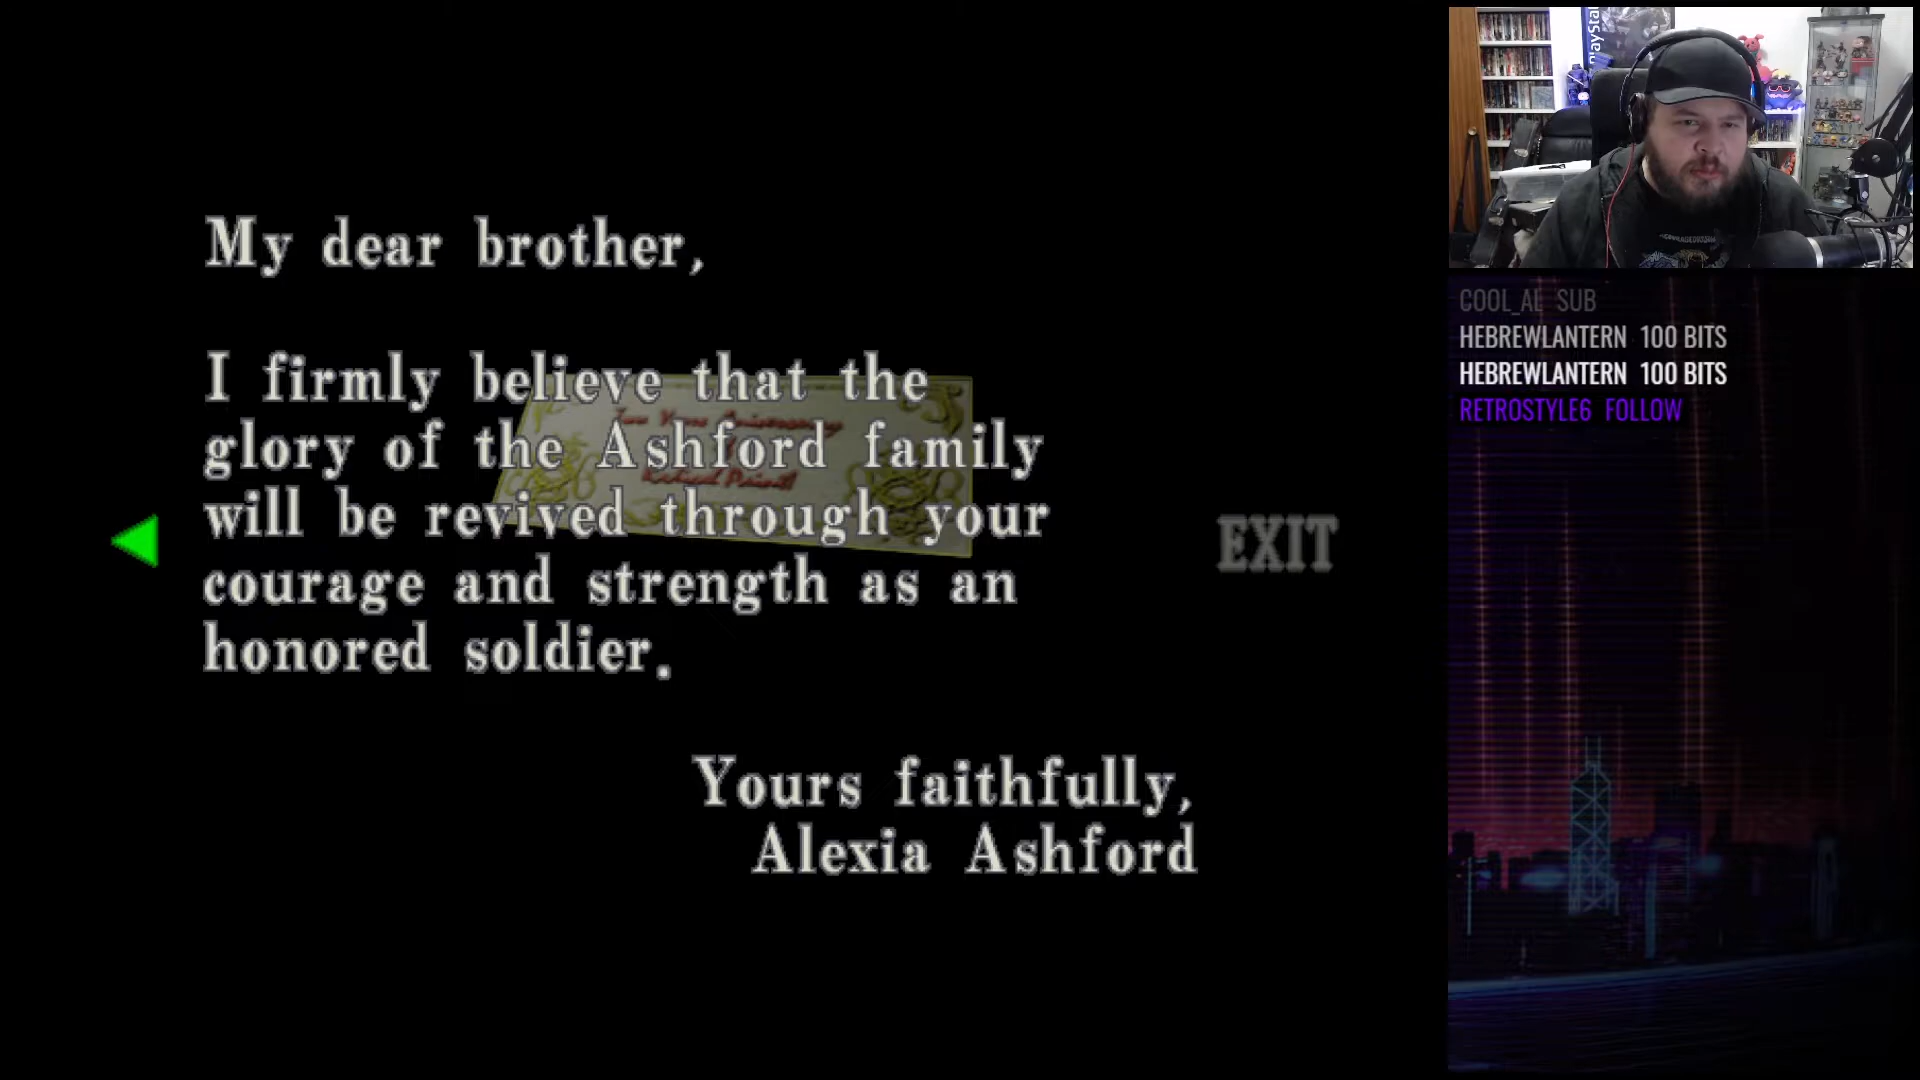 My dear brother,
I firmly believe that the
glory of the Ashford family
will be revived through your
courage and strength as an
honored soldier.
Yours faithfully,
Alexia Ashford
EXIT
COOL_AL SUB
HEBREWLANTERN 100 BITS
HEBREWLANTERN 100 BITS
RETROSTYLE6 FOLLOW